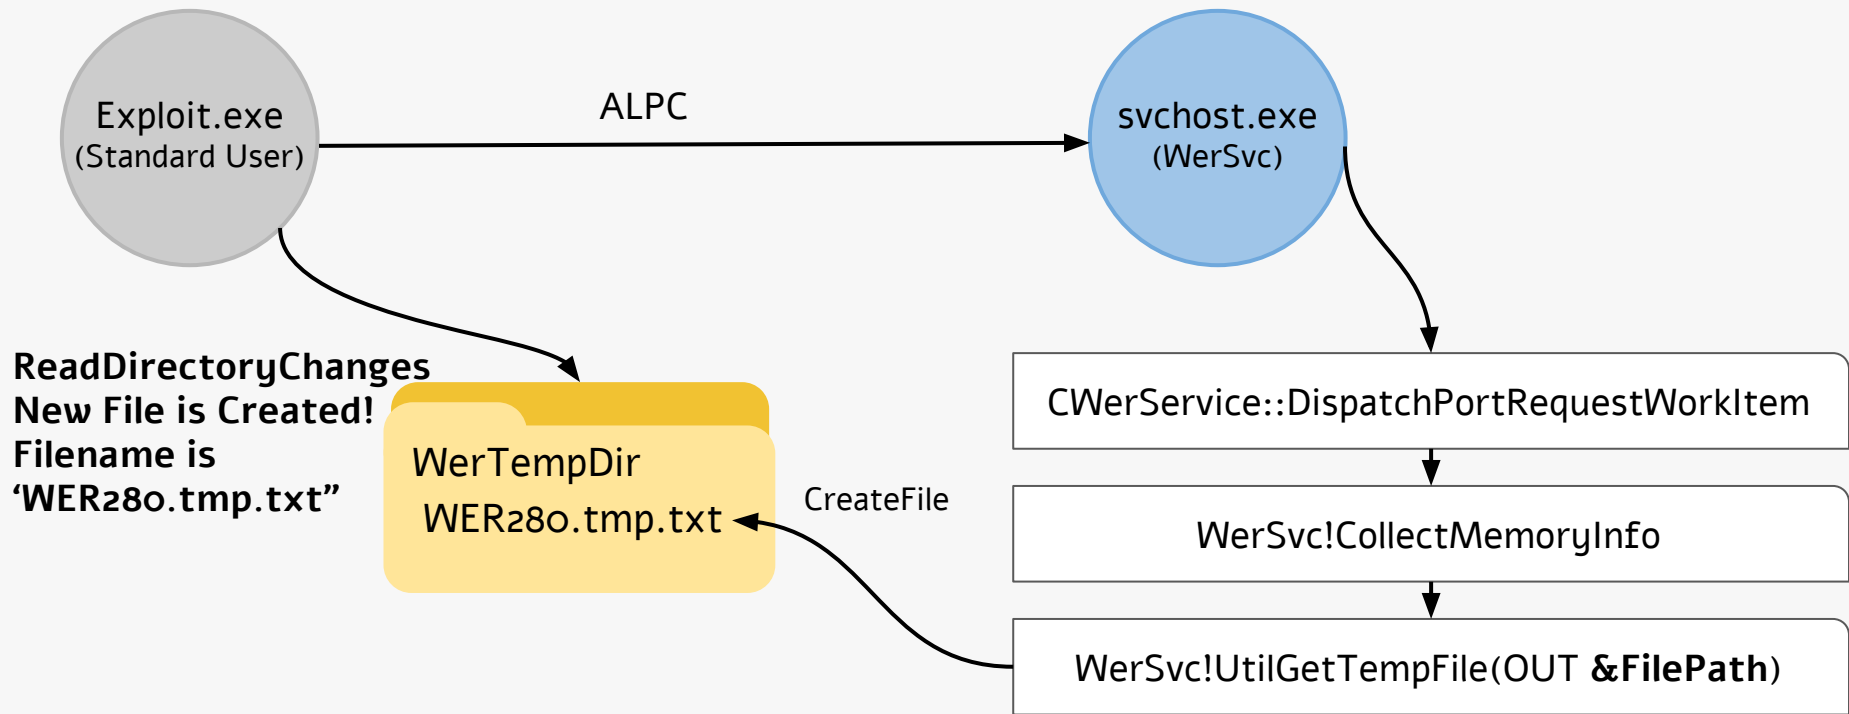 Exploit.exe
(Standard User)
ALPC
svchost.exe
(WerSvc)
ReadDirectoryChanges
New File is Created!
Filename is
‘WER280.tmp.txt”
WerTempDir
WER280.tmp.txt
CreateFile
CWerService::DispatchPortRequestWorkItem
WerSvc!CollectMemoryInfo
WerSvc!UtilGetTempFile(OUT &FilePath)